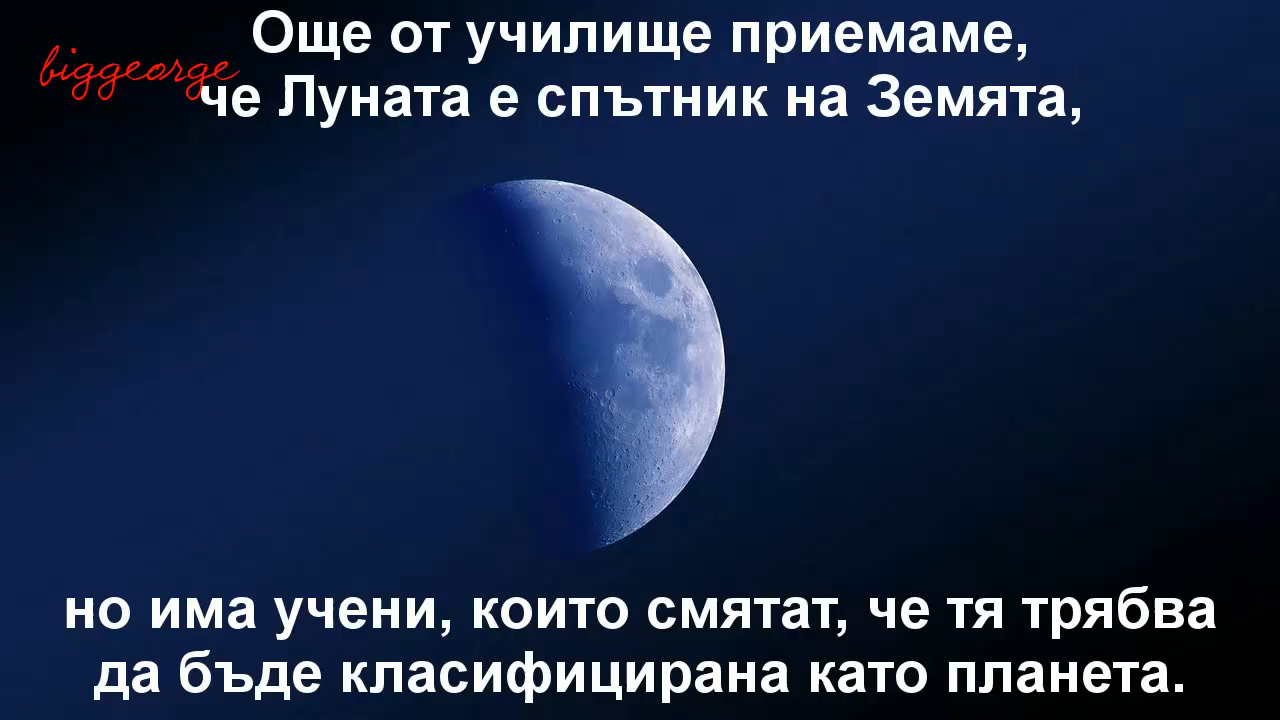 Още от училище приемаме,
biggeorge
че Луната е спътник на Земята,
но има учени, които смятат, че тя трябва
да бъде класифицирана като планета.